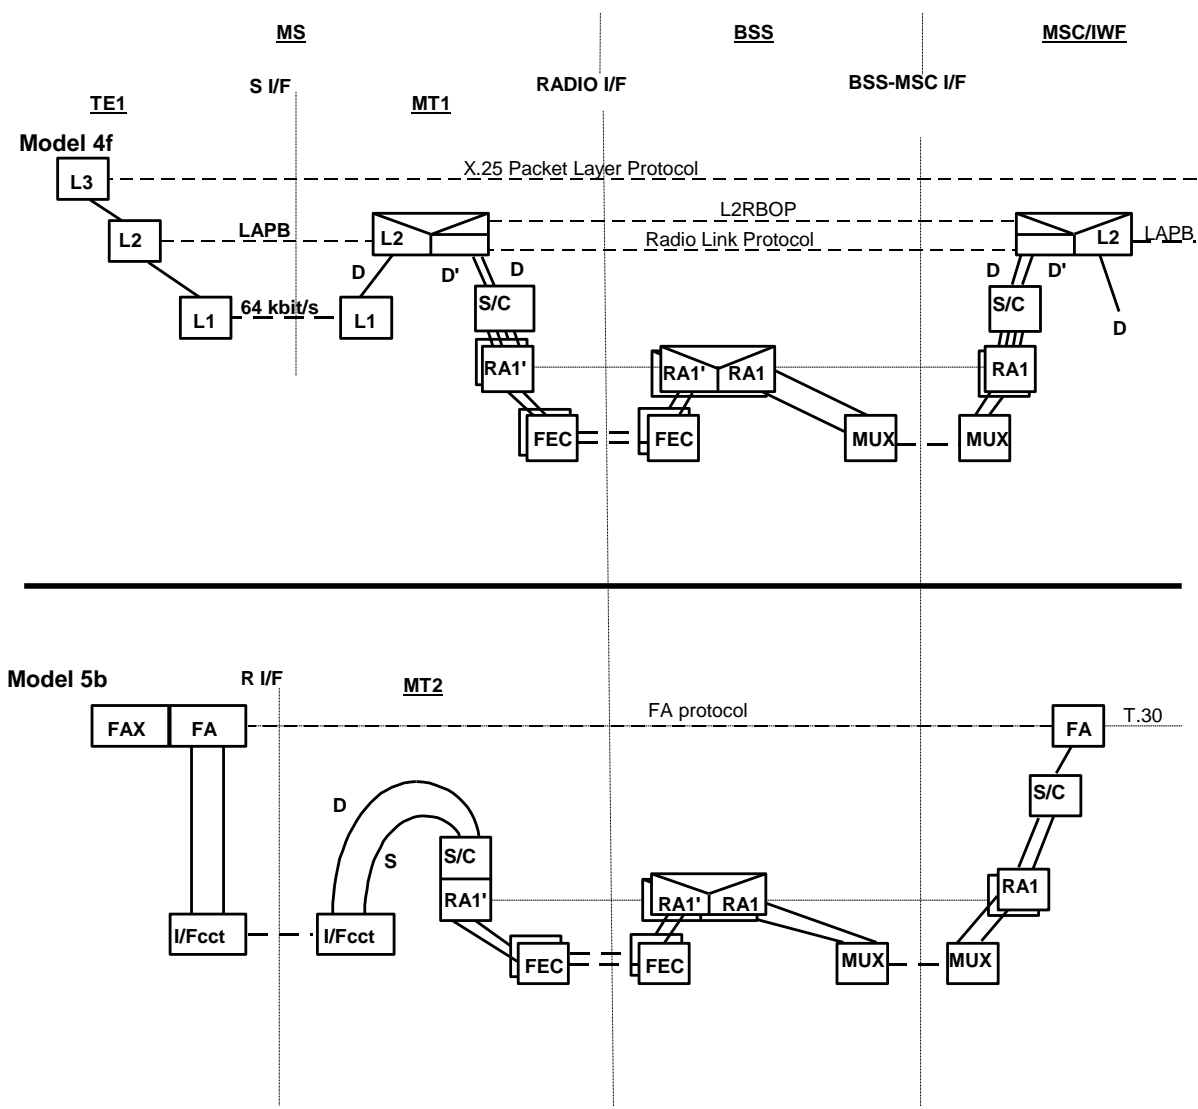 MS BSS MSC/IWF
S I/F RADIO I/F BSS-MSC I/F
TE1 MT1
Model 4f
X.25 Packet Layer Protocol
L3
L2RBOP
L2 LAPB L2 Radio Link Protocol L2 LAPB
D D' D D D'
64 kbit/s S/C S/C
L1 L1 D
RA1' RA1' RA1 RA1
FEC FEC MUX MUX
Model 5b R I/F MT2
FAX FA FA protocol FA T.30
D S/C
S S/C
RA1' RA1' RA1 RA1
I/Fcct I/Fcct
FEC FEC MUX MUX